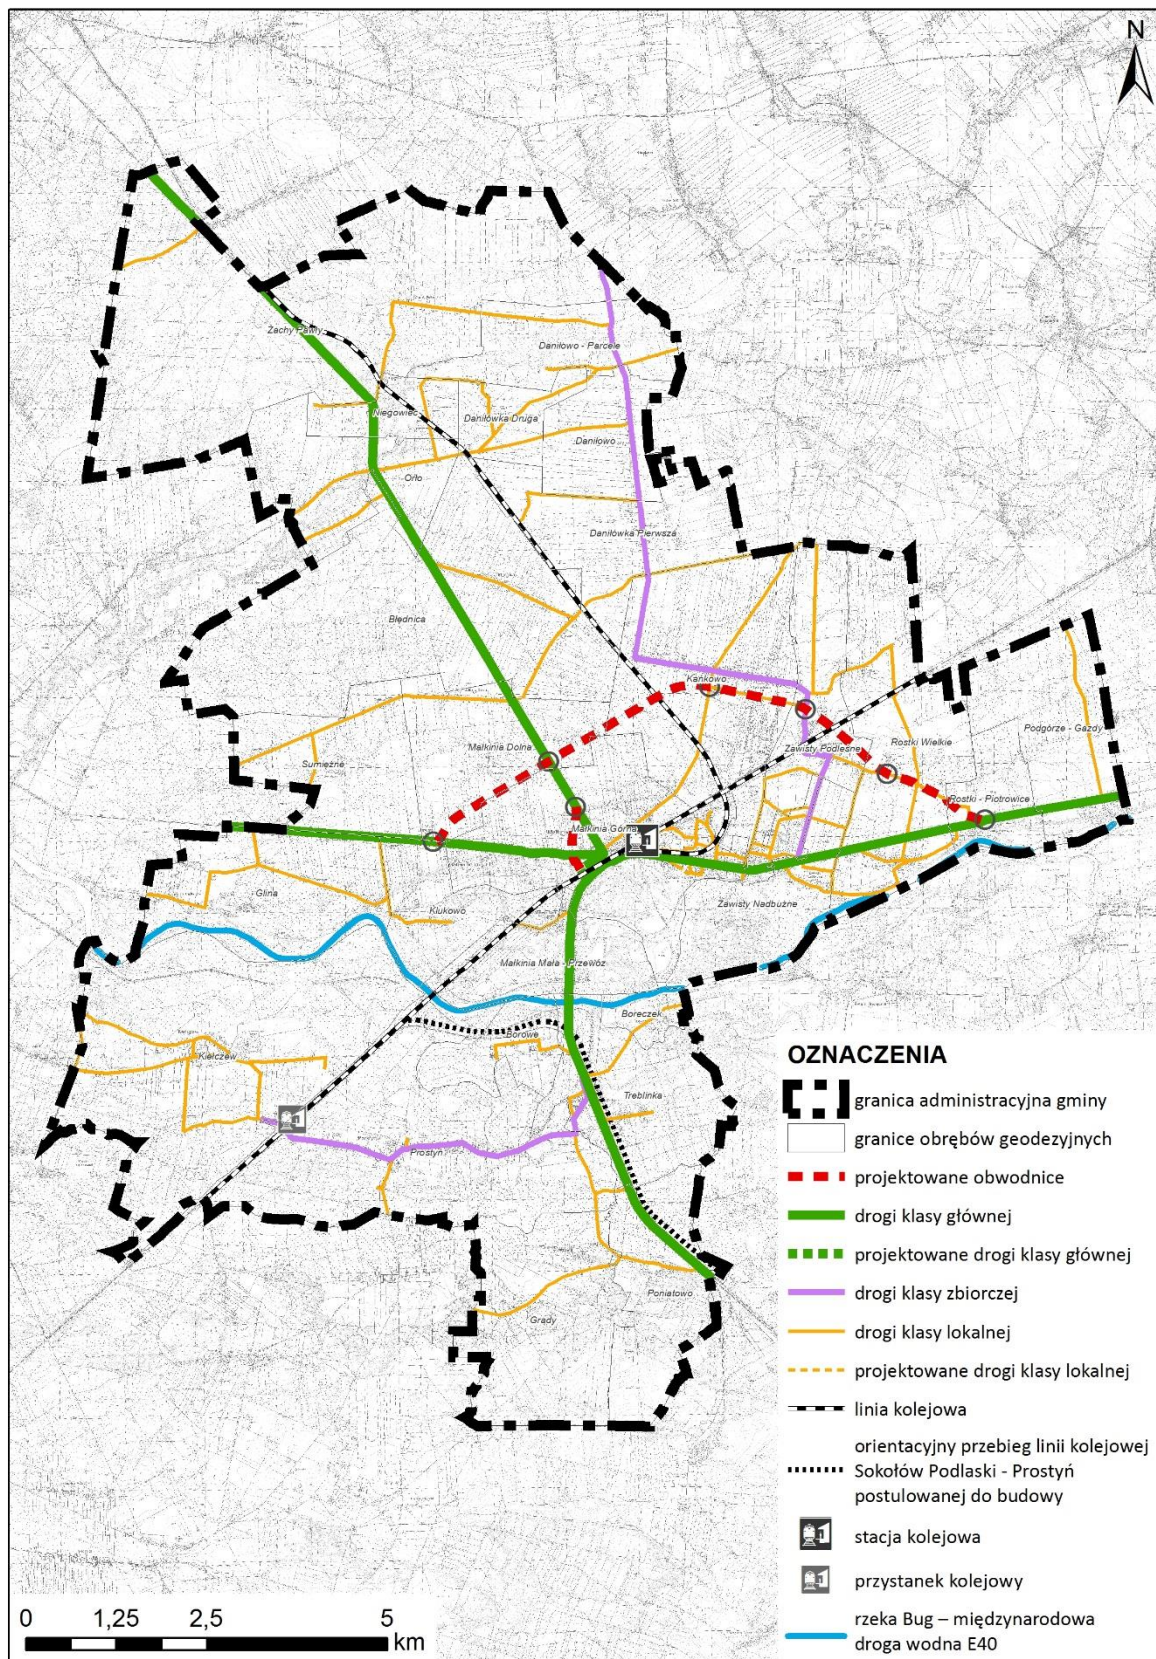 N
Żachy Pawły
Daniłowo - Parcele
Niegowiec
Daniłówka Druga
Daniłowo
Orło
Daniłówka Pierwsza
Błędnica
Kańkowo
Podgórze - Gazdy
Małkinia Dolna
Zawisty Podleśne
Rostki Wielkie
Sumiężne
Rostki - Piotrowice
Małkinia Górna
Glina
Klukowo
Zawisty Nadbużne
Małkinia Mała - Przewóz
Boreczek
Borowe
Kiełczew
Treblinka
Prostyń
Poniatowo
Grądy
OZNACZENIA
granica administracyjna gminy
granice obrębów geodezyjnych
projektowane obwodnice
drogi klasy głównej
projektowane drogi klasy głównej
drogi klasy zbiorczej
drogi klasy lokalnej
projektowane drogi klasy lokalnej
linia kolejowa
orientacyjny przebieg linii kolejowej
Sokołów Podlaski - Prostyń
postulowanej do budowy
stacja kolejowa
przystanek kolejowy
rzeka Bug – międzynarodowa
droga wodna E40
0 1,25 2,5 5
km